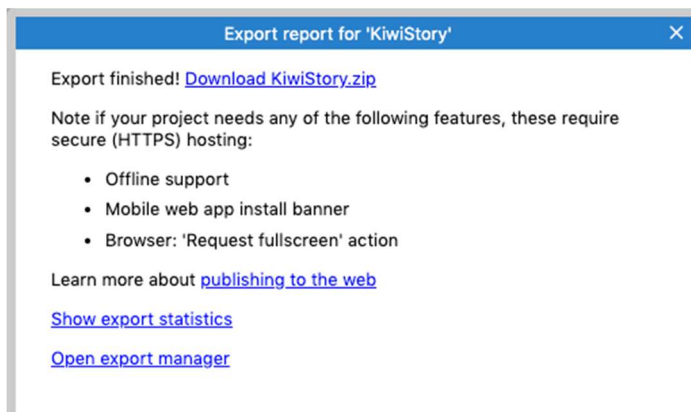 Export report for 'KiwiStory'
Export finished! Download KiwiStory.zip
Note if your project needs any of the following features, these require
secure (HTTPS) hosting:
• Offline support
• Mobile web app install banner
• Browser: 'Request fullscreen' action
Learn more about publishing to the web
Show export statistics
Open export manager